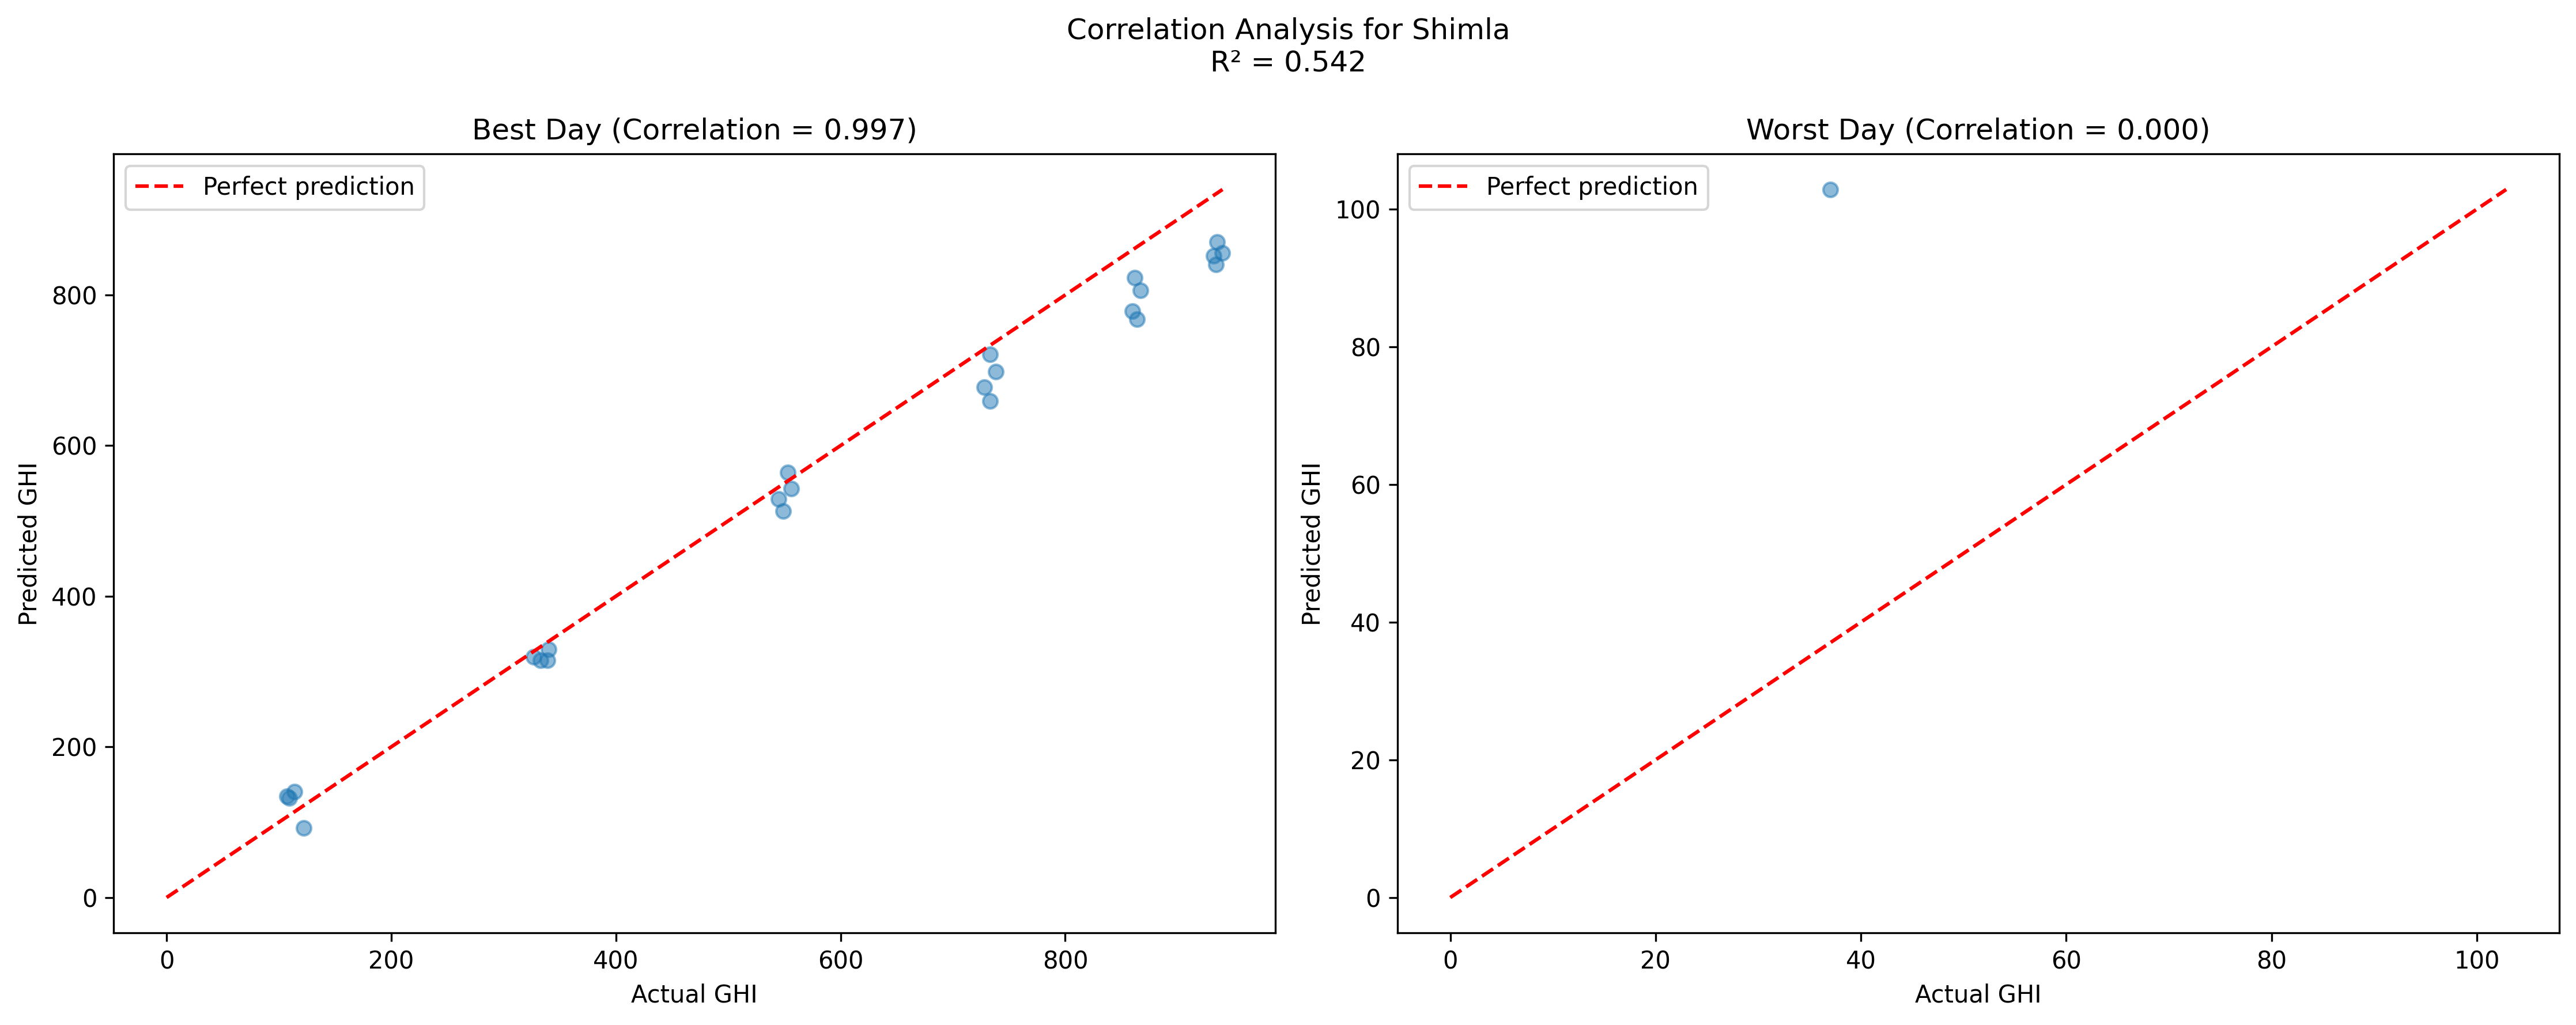 Correlation Analysis for Shimla
R² = 0.542
Best Day (Correlation = 0.997)
Perfect prediction
Predicted GHI
800
600
400
200
0
0 200 400 600 800
Actual GHI
Worst Day (Correlation = 0.000)
Perfect prediction
Predicted GHI
100
80
60
40
20
0
0 20 40 60 80 100
Actual GHI